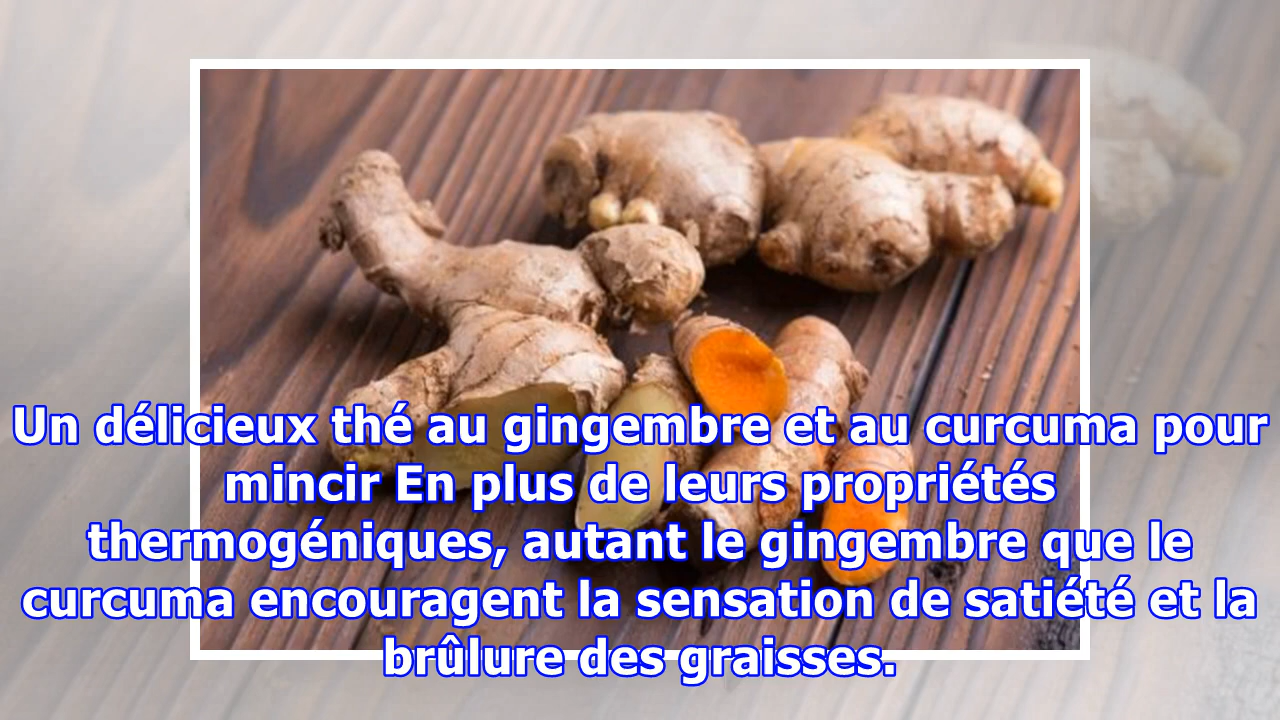 Un délicieux thé au gingembre et au curcuma pour
mincir En plus de leurs propriétés
thermogéniques, autant le gingembre que le
curcuma encouragent la sensation de satiété et la
brûlure des graisses.